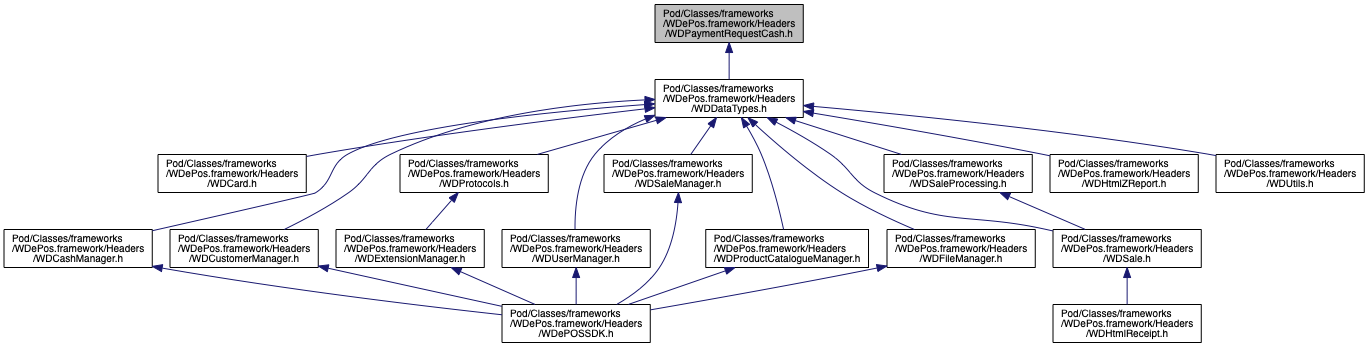 Pod/Classes/frameworks
/WDePos.framework/Headers
/WDPaymentRequestCash.h
Pod/Classes/frameworks
/WDePos.framework/Headers
/WDDataTypes.h
Pod/Classes/frameworks
/WDePos.framework/Headers
/WDCard.h
Pod/Classes/frameworks
/WDePos.framework/Headers
/WDProtocols.h
Pod/Classes/frameworks
/WDePos.framework/Headers
/WDSaleManager.h
Pod/Classes/frameworks
/WDePos.framework/Headers
/WDSaleProcessing.h
Pod/Classes/frameworks
/WDePos.framework/Headers
/WDHtmlZReport.h
Pod/Classes/frameworks
/WDePos.framework/Headers
/WDUtils.h
Pod/Classes/frameworks
/WDePos.framework/Headers
/WDCashManager.h
Pod/Classes/frameworks
/WDePos.framework/Headers
/WDCustomerManager.h
Pod/Classes/frameworks
/WDePos.framework/Headers
/WDExtensionManager.h
Pod/Classes/frameworks
/WDePos.framework/Headers
/WDUserManager.h
Pod/Classes/frameworks
/WDePos.framework/Headers
/WDProductCatalogueManager.h
Pod/Classes/frameworks
/WDePos.framework/Headers
/WDFileManager.h
Pod/Classes/frameworks
/WDePos.framework/Headers
/WDSale.h
Pod/Classes/frameworks
/WDePos.framework/Headers
/WDePOSSDK.h
Pod/Classes/frameworks
/WDePos.framework/Headers
/WDHtmlReceipt.h